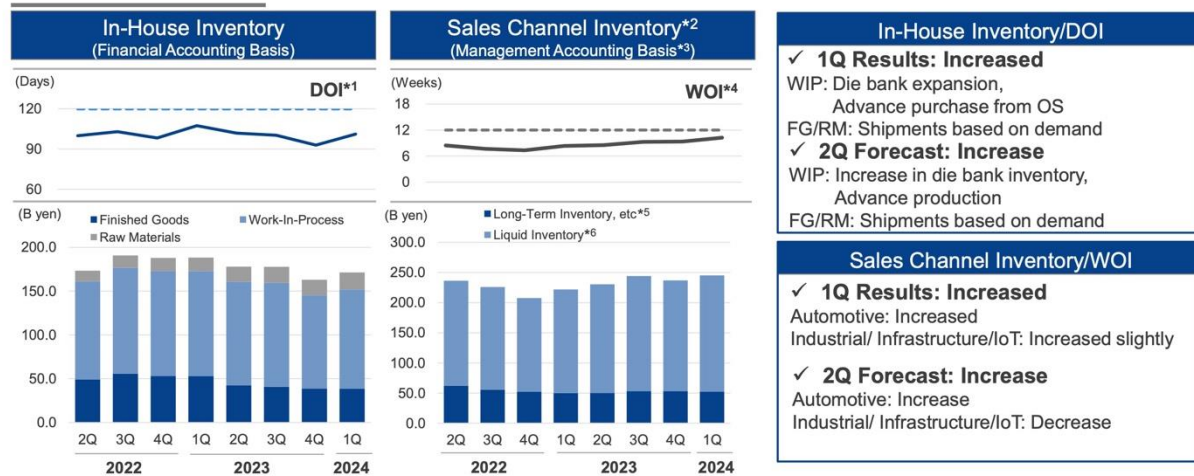 In-House Inventory
(Financial Accounting Basis)
(Days)
DOI*1
120
90
60
(B yen)
Finished Goods
Work-In-Process
Raw Materials
200.0
150.0
100.0
50.0
0.0
2Q 3Q 4Q 1Q 2Q 3Q 4Q 1Q
2022 2023 2024
Sales Channel Inventory*2
(Management Accounting Basis*3)
(Weeks)
WOI*4
18
12
6
0
(B yen)
Long-Term Inventory, etc*5
Liquid Inventory*6
300.0
250.0
200.0
150.0
100.0
50.0
0.0
2Q 3Q 4Q 1Q 2Q 3Q 4Q 1Q
2022 2023 2024
In-House Inventory/DOI
✓ 1Q Results: Increased
WIP: Die bank expansion,
Advance purchase from OS
FG/RM: Shipments based on demand
✓ 2Q Forecast: Increase
WIP: Increase in die bank inventory,
Advance production
FG/RM: Shipments based on demand
Sales Channel Inventory/WOI
✓ 1Q Results: Increased
Automotive: Increased
Industrial/ Infrastructure/IoT: Increased slightly
✓ 2Q Forecast: Increase
Automotive: Increase
Industrial/ Infrastructure/IoT: Decrease